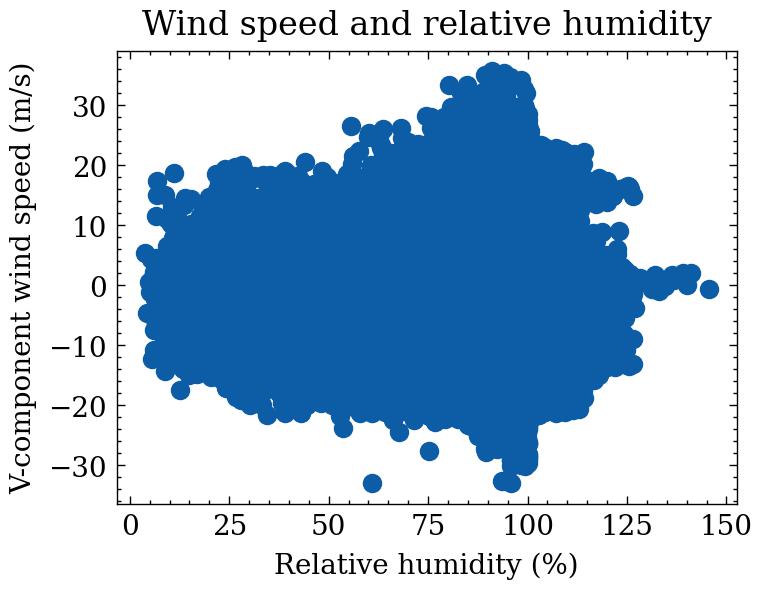 Wind speed and relative humidity
V-component wind speed (m/s)
30
20
10
0
−10
−20
−30
0 25 50 75 100 125 150
Relative humidity (%)